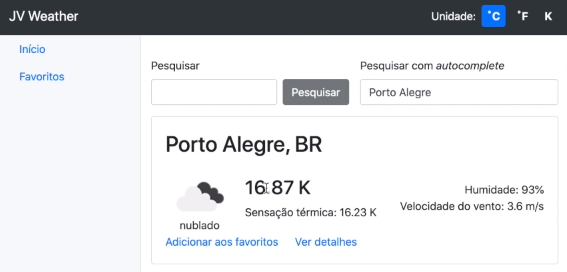 JV Weather
Unidade: °C °F K
Início
Favoritos
Pesquisar
Pesquisar com autocomplete
Pesquisar
Porto Alegre
Porto Alegre, BR
16.87 K
Sensação térmica: 16.23 K
Humidade: 93%
Velocidade do vento: 3.6 m/s
nublado
Adicionar aos favoritos Ver detalhes